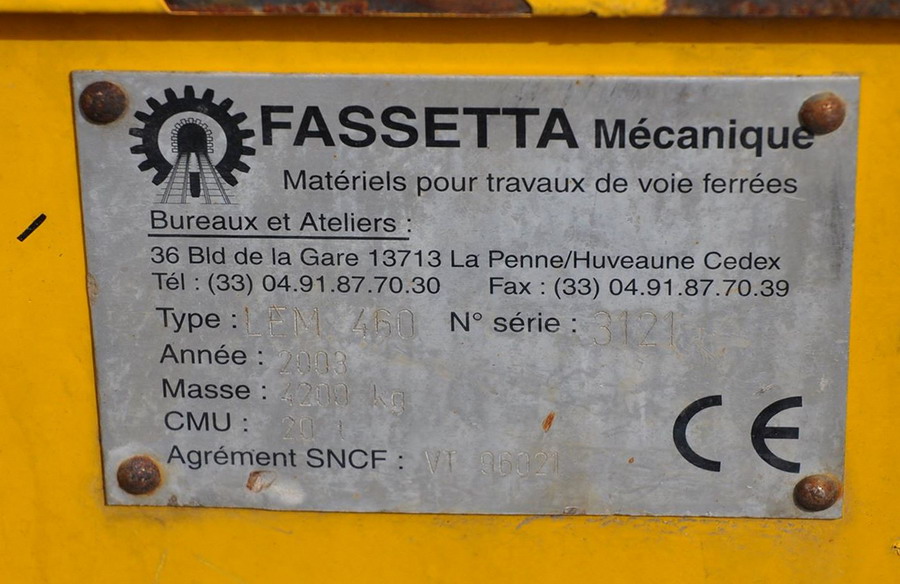 FASSETTA Mécanique
Matériels pour travaux de voie ferrées
Bureaux et Ateliers :
36 Bld de la Gare 13713 La Penne/Huveaune Cedex
Tél : (33) 04.91.87.70.30 Fax : (33) 04.91.87.70.39
Type : LEM 460 N° série : 3121
Année : 2003
Masse : 4200 kg
CMU : 20 t
Agrément SNCF : VT 96021
CE